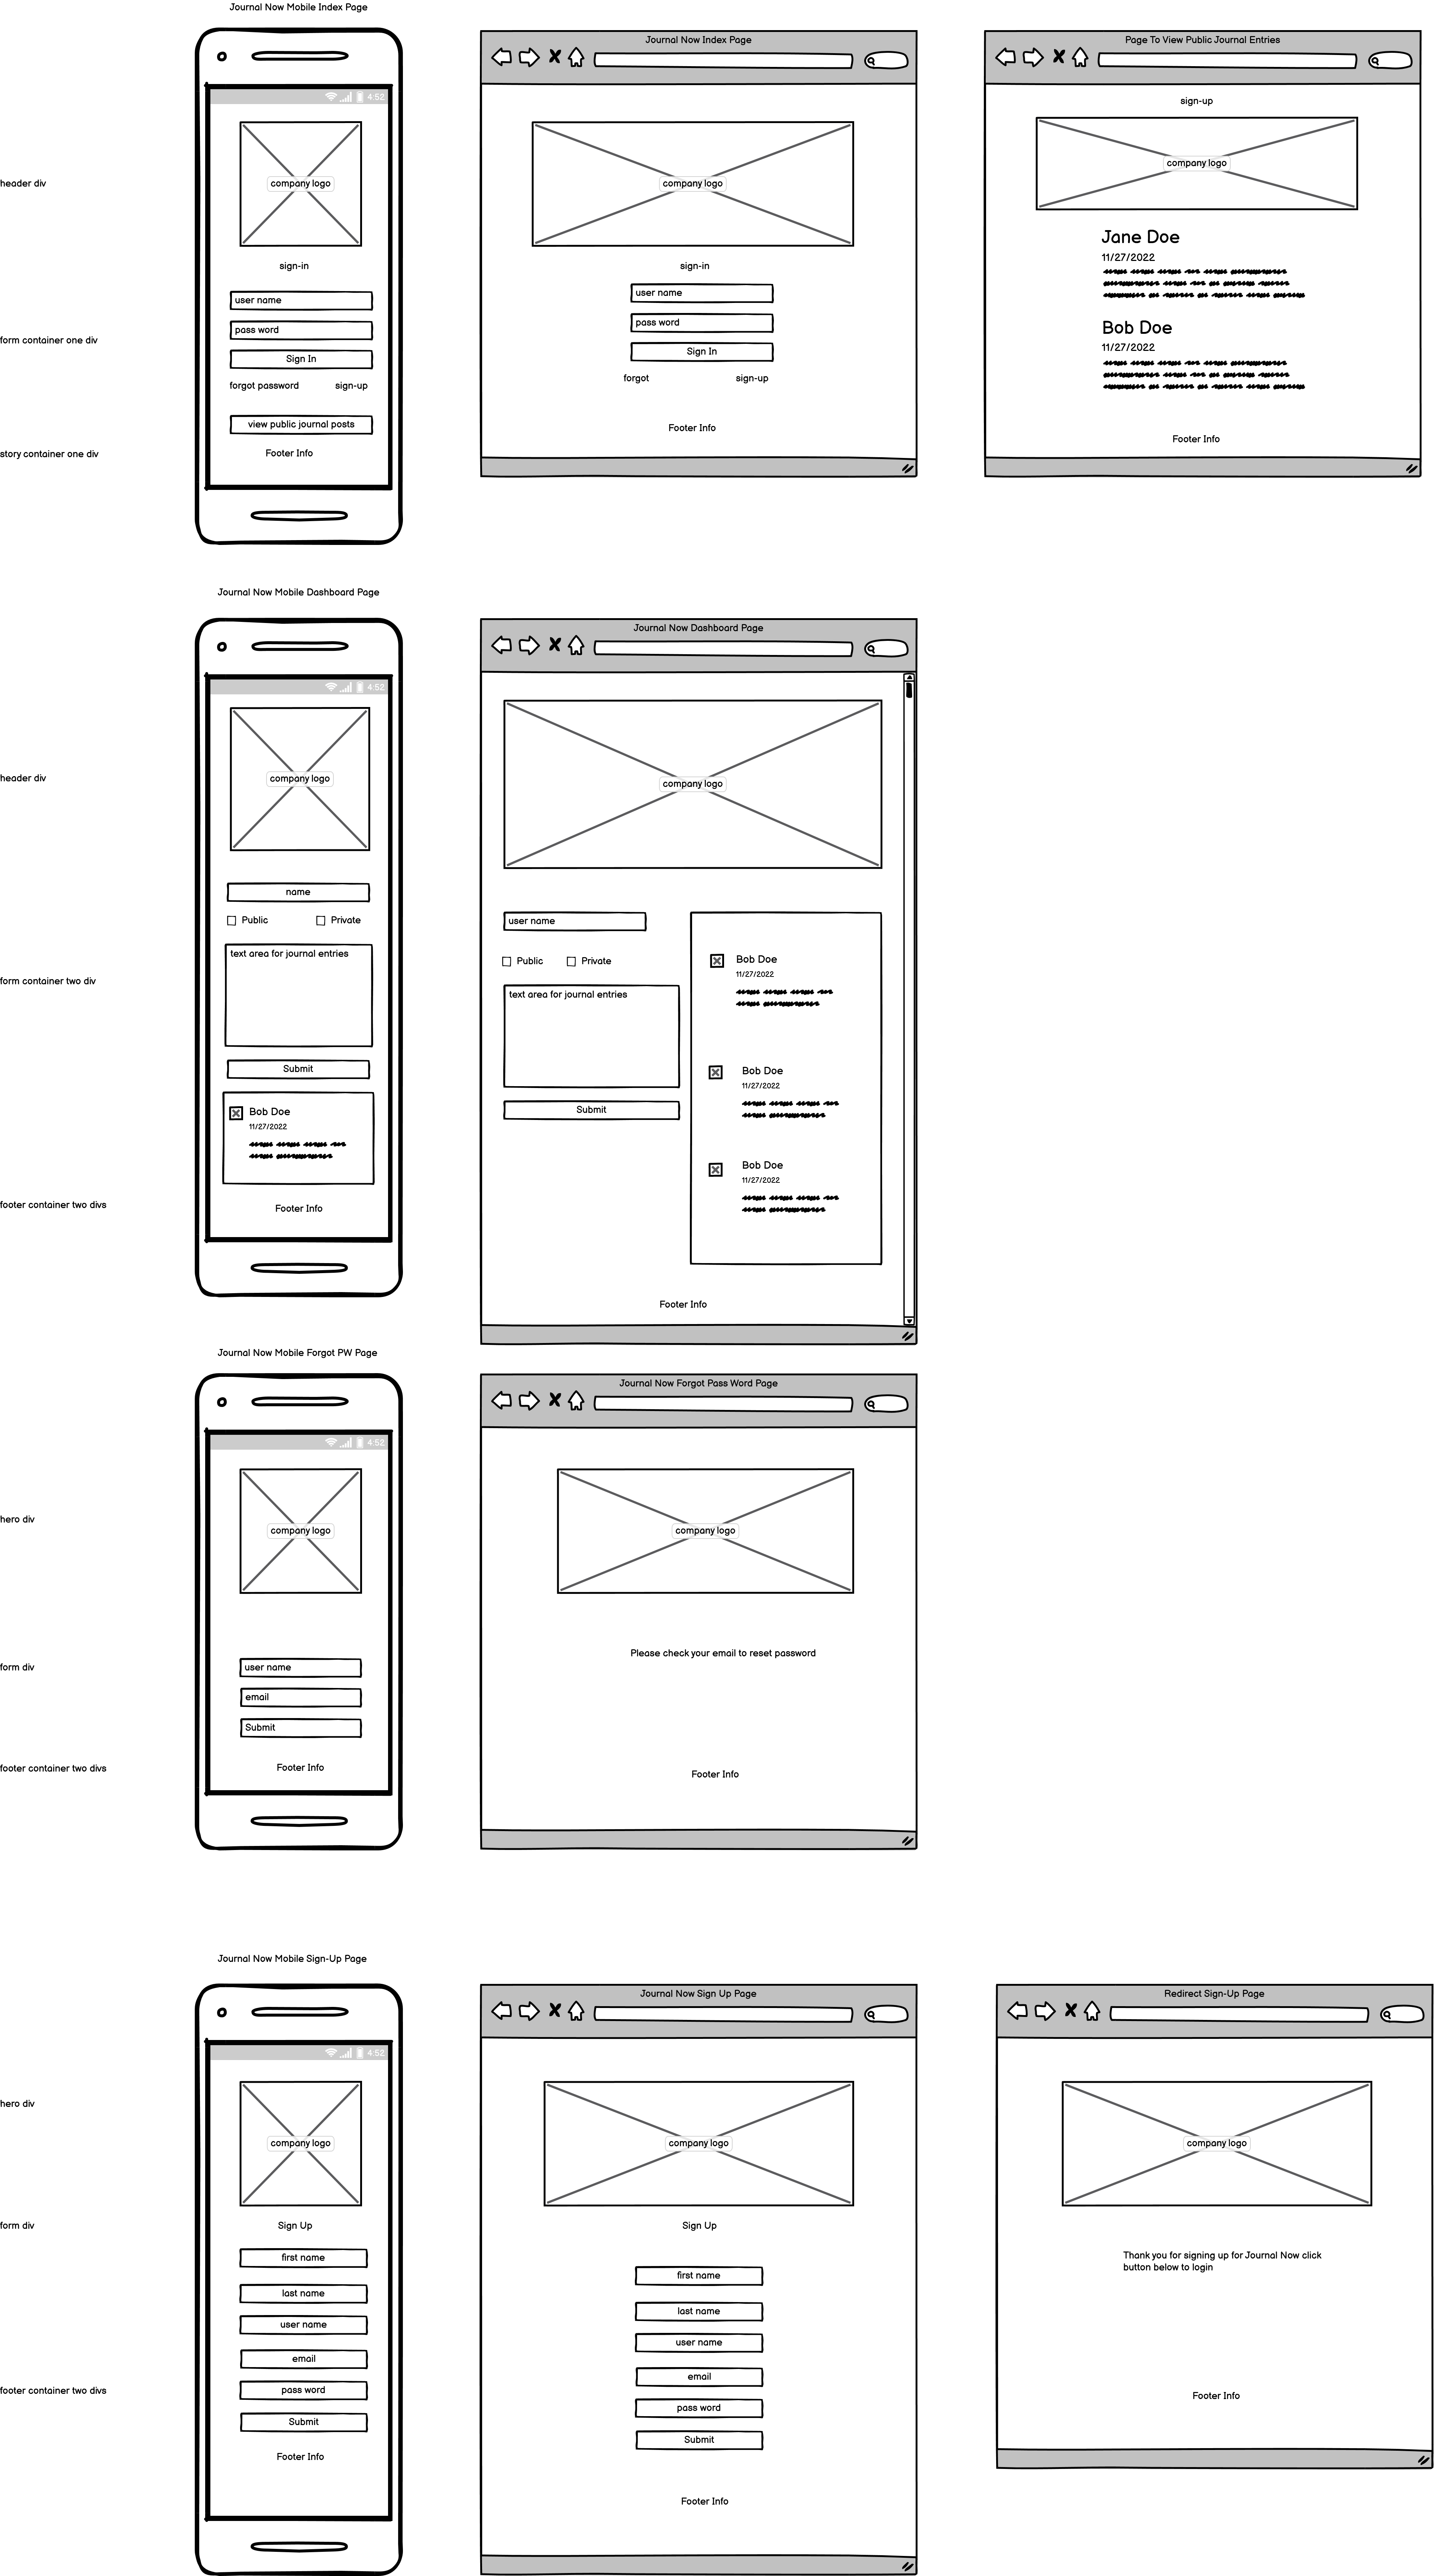 Journal Now Mobile Index Page
header div
form container one div
story container one div
4:52
company logo
sign-in
user name
pass word
Sign In
forgot password
sign-up
view public journal posts
Footer Info
Journal Now Index Page
company logo
sign-in
user name
pass word
Sign In
forgot
sign-up
Footer Info
Page To View Public Journal Entries
sign-up
company logo
Jane Doe
11/27/2022
Bob Doe
11/27/2022
Footer Info
Journal Now Mobile Dashboard Page
header div
form container two div
footer container two divs
4:52
company logo
name
Public
Private
text area for journal entries
Submit
Bob Doe
11/27/2022
Footer Info
Journal Now Dashboard Page
company logo
user name
Public
Private
text area for journal entries
Submit
Bob Doe
11/27/2022
Bob Doe
11/27/2022
Bob Doe
11/27/2022
Footer Info
Journal Now Mobile Forgot PW Page
hero div
form div
footer container two divs
4:52
company logo
user name
email
Submit
Footer Info
Journal Now Forgot Pass Word Page
company logo
Please check your email to reset password
Footer Info
Journal Now Mobile Sign-Up Page
hero div
form div
footer container two divs
4:52
company logo
Sign Up
first name
last name
user name
email
pass word
Submit
Footer Info
Journal Now Sign Up Page
company logo
Sign Up
first name
last name
user name
email
pass word
Submit
Footer Info
Redirect Sign-Up Page
company logo
Thank you for signing up for Journal Now click
button below to login
Footer Info